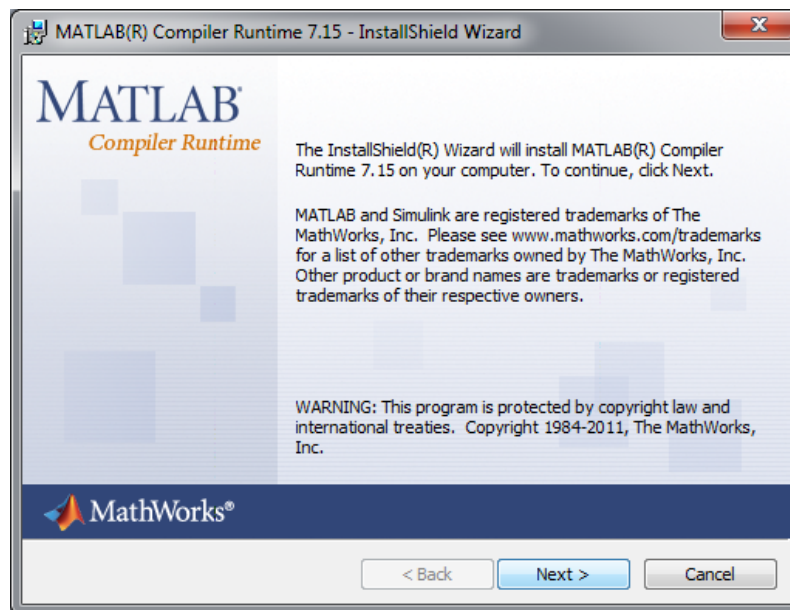 MATLAB(R) Compiler Runtime 7.15 - InstallShield Wizard
MATLAB®
Compiler Runtime
The InstallShield(R) Wizard will install MATLAB(R) Compiler
Runtime 7.15 on your computer. To continue, click Next.
MATLAB and Simulink are registered trademarks of The
MathWorks, Inc. Please see www.mathworks.com/trademarks
for a list of other trademarks owned by The MathWorks, Inc.
Other product or brand names are trademarks or registered
trademarks of their respective owners.
WARNING: This program is protected by copyright law and
international treaties. Copyright 1984-2011, The MathWorks,
Inc.
MathWorks®
< Back
Next >
Cancel